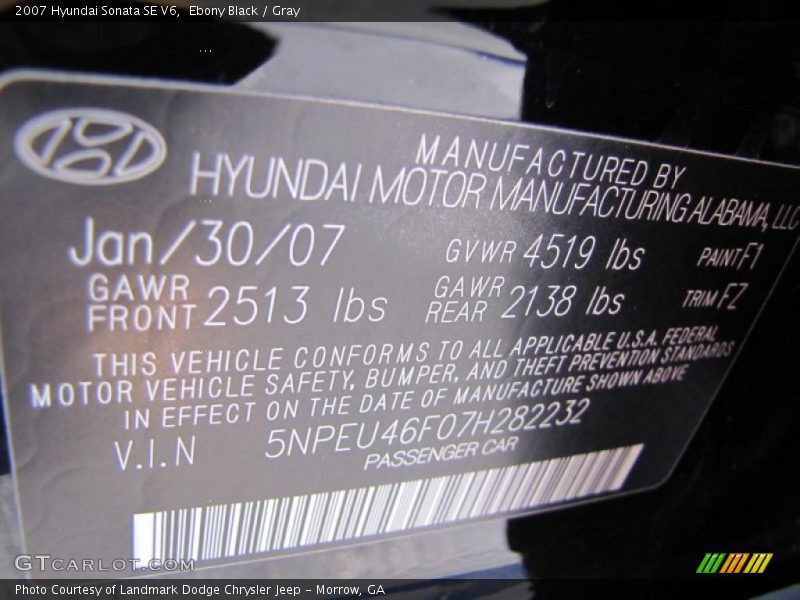 2007 Hyundai Sonata SE V6,  Ebony Black / Gray
MANUFACTURED BY
HYUNDAI MOTOR MANUFACTURING ALABAMA, LLC
Jan/30/07 GVWR 4519 lbs PAINT F1
GAWR FRONT 2513 lbs GAWR REAR 2138 lbs TRIM FZ
THIS VEHICLE CONFORMS TO ALL APPLICABLE U.S.A. FEDERAL
MOTOR VEHICLE SAFETY, BUMPER, AND THEFT PREVENTION STANDARDS
IN EFFECT ON THE DATE OF MANUFACTURE SHOWN ABOVE
V.I.N 5NPEU46F07H282232
PASSENGER CAR
GTCARLOT.COM
Photo Courtesy of Landmark Dodge Chrysler Jeep - Morrow, GA